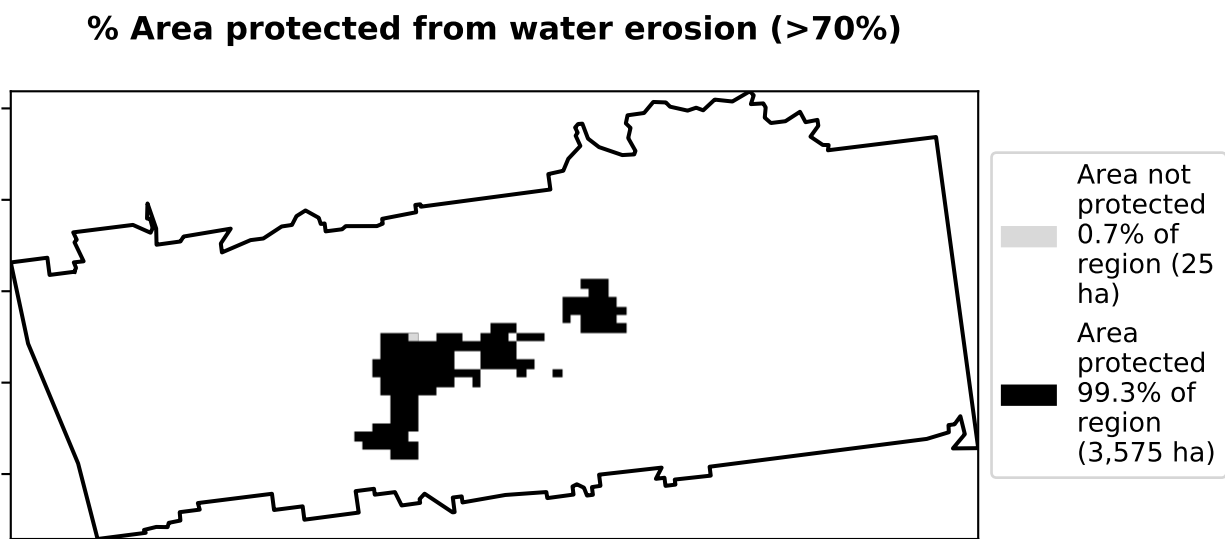 % Area protected from water erosion (>70%)
Area not
protected
0.7% of
region (25
ha)
Area
protected
99.3% of
region
(3,575 ha)